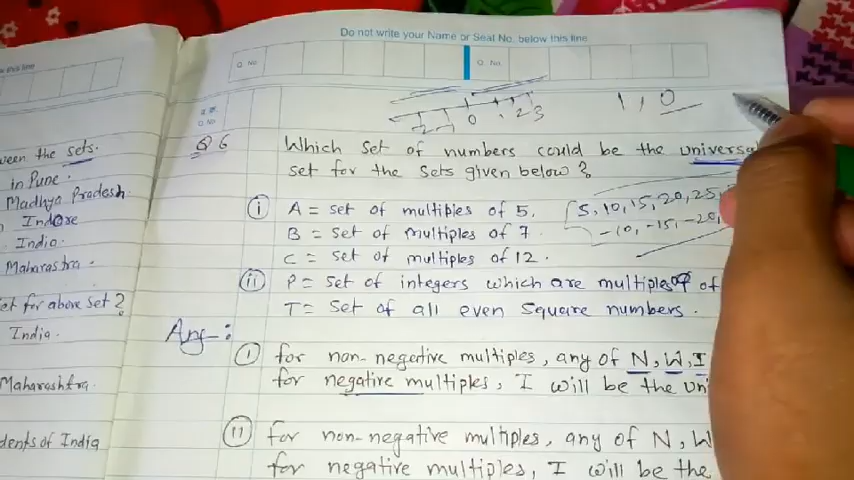 Do not write your Name or Seat No. below this line
this line
Q. No
Q. No
Q. No
1, 0
-2 0 1 2 3
ween the sets.
in Pune.
Madhya Pradesh
Indore
India.
Maharashtra.
et for above set?
India.
Maharashtra.
dents of India
Q 6 Which set of numbers could be the universal
set for the sets given below?
(i) A = set of multiples of 5. 5, 10, 15, 20, 25,
B = set of multiples of 7 -10, -15, -20,
C = set of multiples of 12.
(ii) P = set of integers which are multiples of
T = set of all even square numbers.
Ans-:
(i) for non-negative multiples, any of N, W, I
for negative multiples, I will be the un
(II) for non-negative multiples, any of N, W
for negative multiples, I will be the